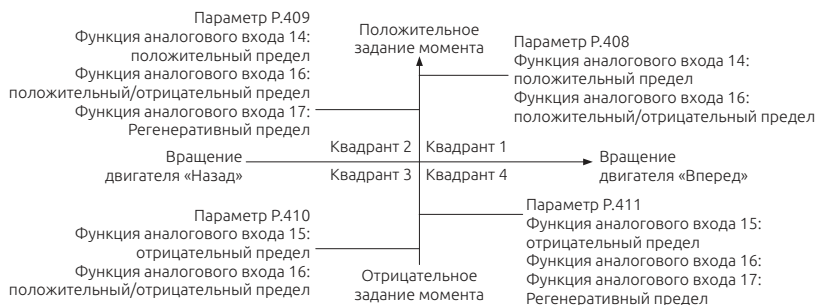 Параметр P.409
Функция аналогового входа 14:
положительный предел
Функция аналогового входа 16:
положительный/отрицательный предел
Функция аналогового входа 17:
Регенеративный предел
Положительное
задание момента
Параметр P.408
Функция аналогового входа 14:
положительный предел
Функция аналогового входа 16:
положительный/отрицательный предел
Вращение
двигателя «Назад»
Квадрант 2
Квадрант 1
Квадрант 3
Квадрант 4
Вращение
двигателя «Вперед»
Параметр P.410
Функция аналогового входа 15:
отрицательный предел
Функция аналогового входа 16:
положительный/отрицательный предел
Отрицательное
задание момента
Параметр P.411
Функция аналогового входа 15:
отрицательный предел
Функция аналогового входа 16:
Функция аналогового входа 17:
Регенеративный предел